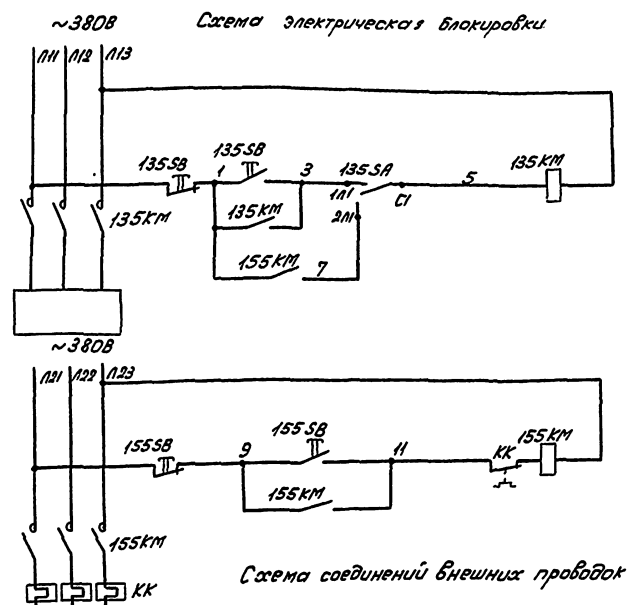 Схема электрическая блокировки
~380В
Л11 Л12 Л13
135SB 1 135SB 3 135SA 5 135KM
1Л1 С1
135KM 135KM 2Л1
155KM 7
~380В
Л21 Л22 Л23
155SB 9 155SB 11 KK 155KM
155KM
155KM
KK
Схема соединений внешних проводок